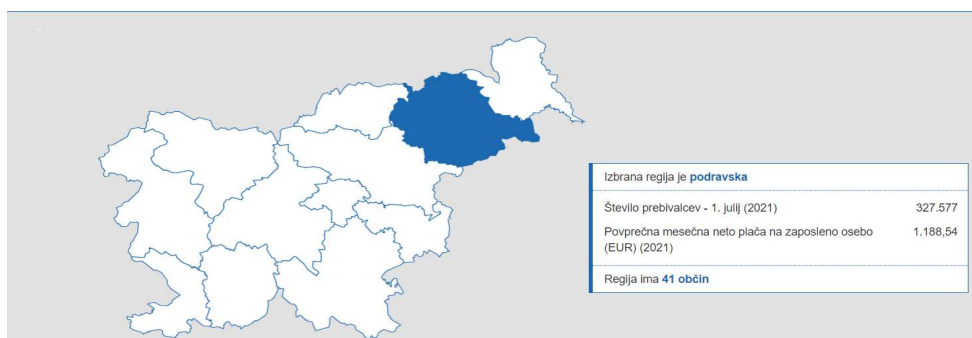 Izbrana regija je podravska
Število prebivalcev - 1. julij (2021) 327.577
Povprečna mesečna neto plača na zaposleno osebo 1.188,54
(EUR) (2021)
Regija ima 41 občin